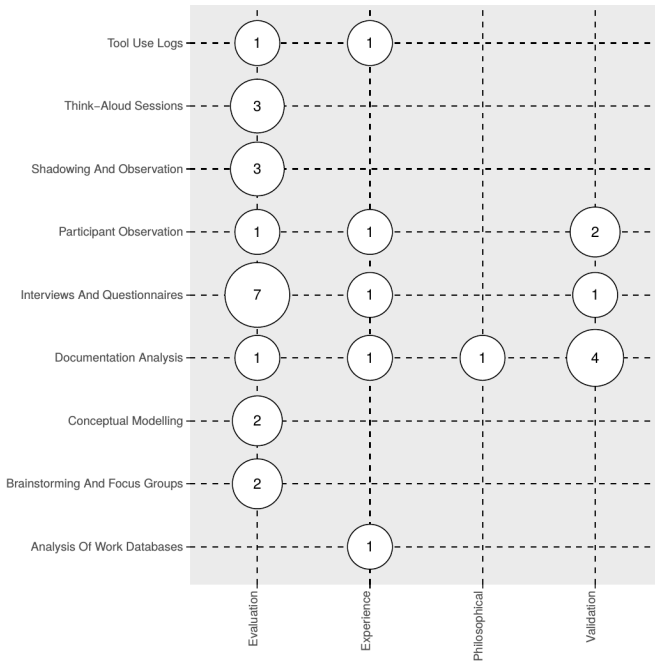 Tool Use Logs 1 1
Think−Aloud Sessions 3
Shadowing And Observation 3
Participant Observation 1 1 2
Interviews And Questionnaires 7 1 1
Documentation Analysis 1 1 1 4
Conceptual Modelling 2
Brainstorming And Focus Groups 2
Analysis Of Work Databases 1
Evaluation
Experience
Philosophical
Validation